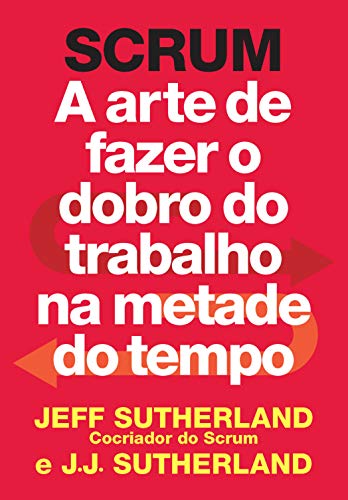 SCRUM
A arte de
fazer o
dobro do
trabalho
na metade
do tempo
JEFF SUTHERLAND
Cocriador do Scrum
e J.J. SUTHERLAND